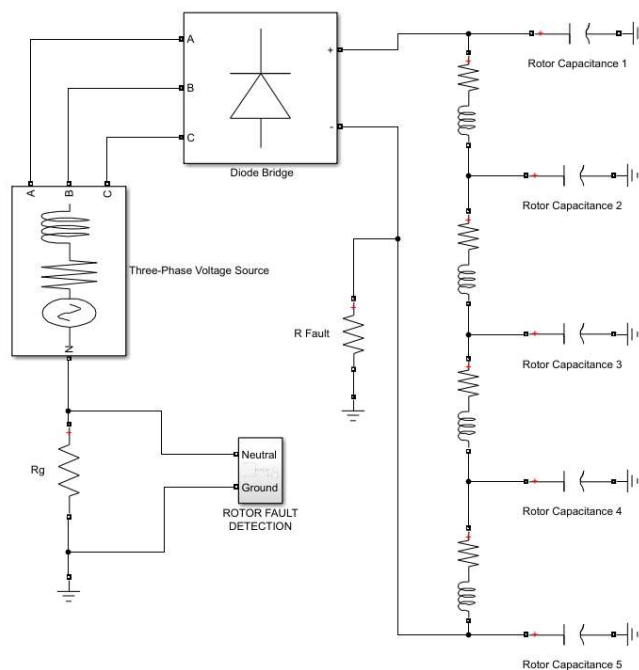 A
B
C
+
-
Diode Bridge
A
B
C
N
Three-Phase Voltage Source
Rg
Neutral
Ground
ROTOR FAULT
DETECTION
R Fault
+
+
Rotor Capacitance 1
+
Rotor Capacitance 2
+
+
Rotor Capacitance 3
+
+
Rotor Capacitance 4
+
+
Rotor Capacitance 5
+
+
+